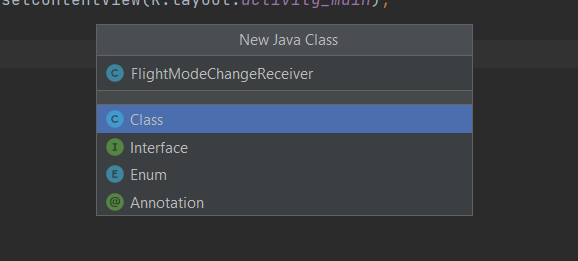 setContentView(R.layout.activity_main);
New Java Class
C FlightModeChangeReceiver
C Class
I Interface
E Enum
@ Annotation